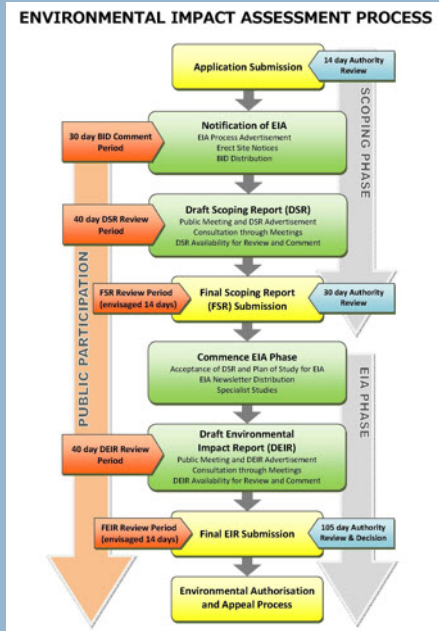 ENVIRONMENTAL IMPACT ASSESSMENT PROCESS
Application Submission
14 day Authority
Review
SCOPING PHASE
30 day BID Comment
Period
Notification of EIA
EIA Process Advertisement
Erect Site Notices
BID Distribution
40 day DSR Review
Period
Draft Scoping Report (DSR)
Public Meeting and DSR Advertisement
Consultation through Meetings
DSR Availability for Review and Comment
PUBLIC PARTICIPATION
FSR Review Period
(envisaged 14 days)
Final Scoping Report
(FSR) Submission
30 day Authority
Review
Commence EIA Phase
Acceptance of DSR and Plan of Study for EIA
EIA Newsletter Distribution
Specialist Studies
EIA PHASE
40 day DEIR Review
Period
Draft Environmental
Impact Report (DEIR)
Public Meeting and DEIR Advertisement
Consultation through Meetings
DEIR Availability for Review and Comment
FEIR Review Period
(envisaged 14 days)
Final EIR Submission
105 day Authority
Review & Decision
Environmental Authorisation
and Appeal Process